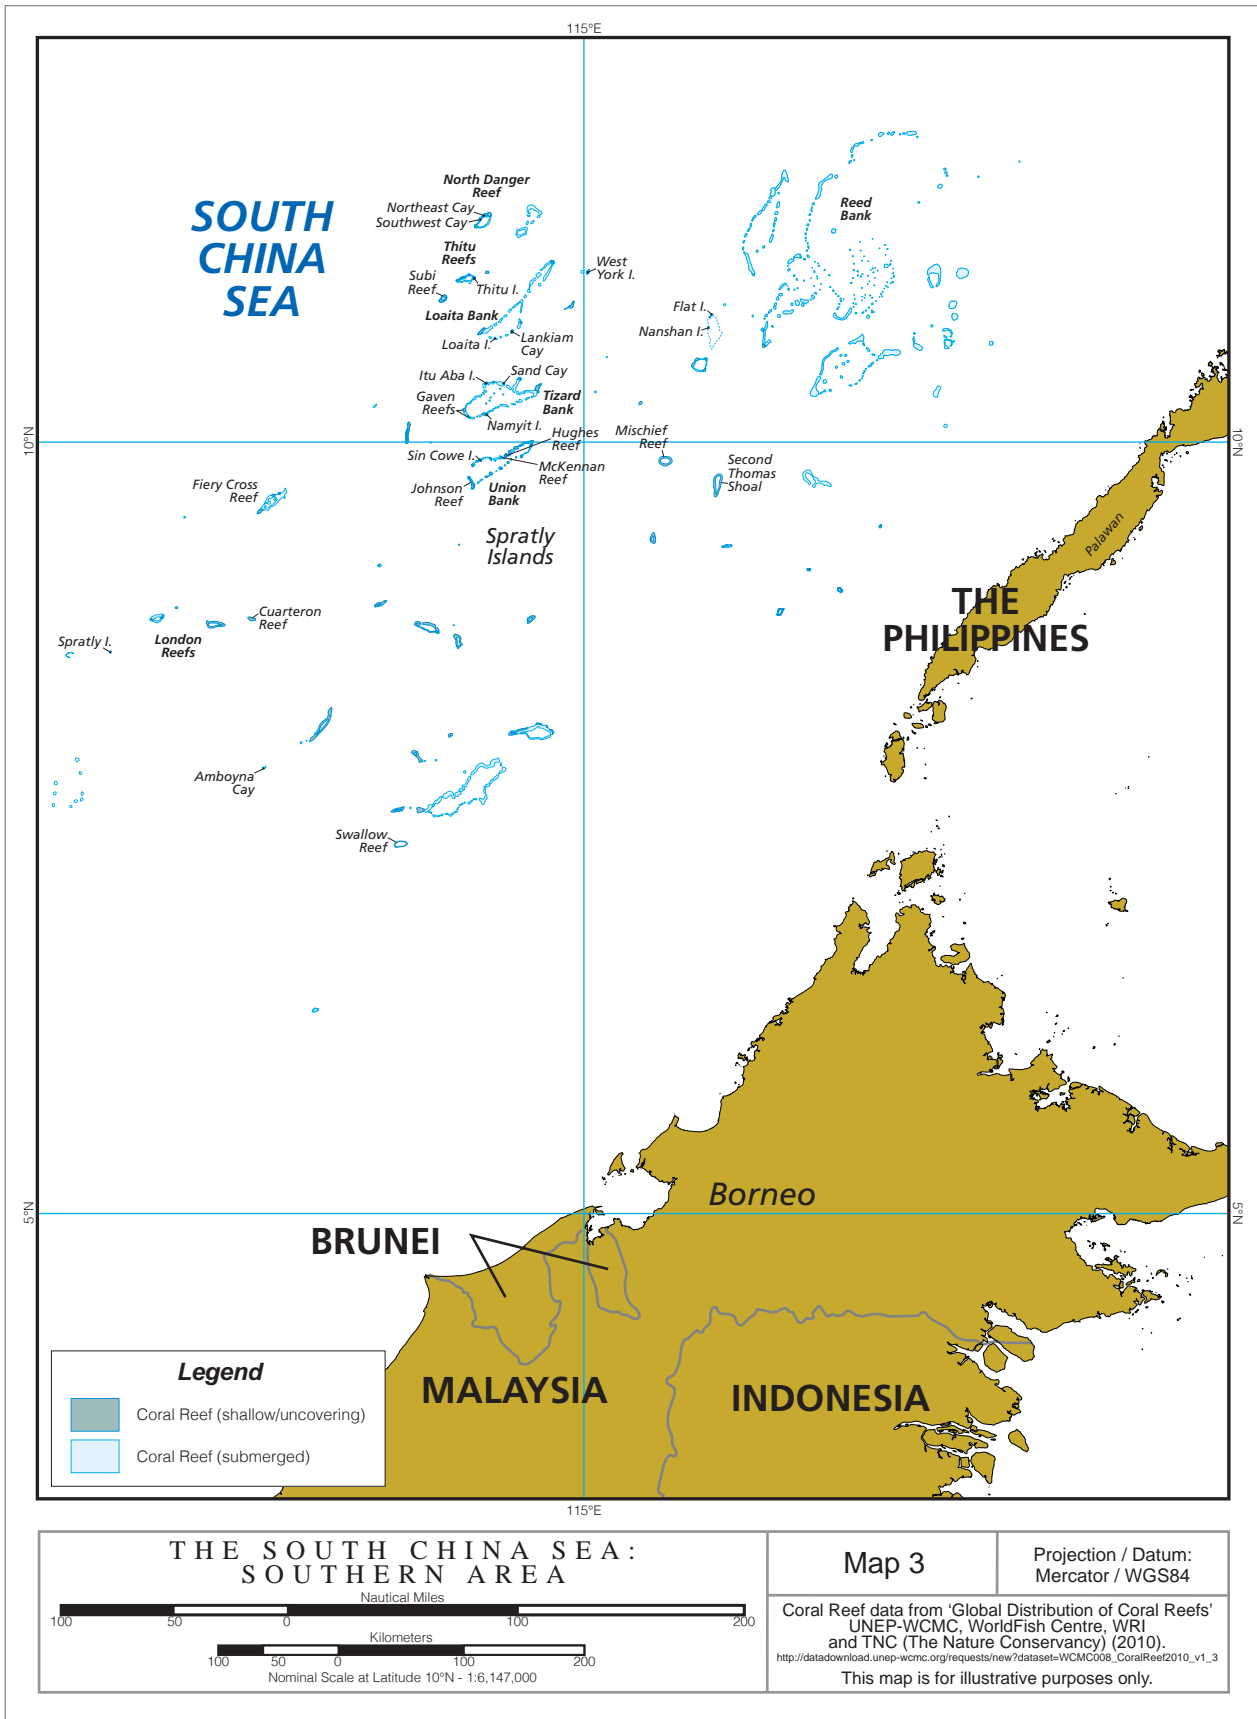 115°E
North Danger
Reef
Northeast Cay
Southwest Cay
SOUTH
CHINA
SEA
Reed
Bank
Thitu
Reefs
West
York I.
Subi
Reef
Thitu I.
Flat I.
Loaita Bank
Nanshan I.
Loaita I.
Lankiam
Cay
Itu Aba I.
Sand Cay
Gaven
Reefs
Tizard
Bank
Namyit I.
Hughes
Reef
Mischief
Reef
10°N
10°N
Sin Cowe I.
McKennan
Reef
Second
Thomas
Shoal
Johnson
Reef
Union
Bank
Fiery Cross
Reef
Spratly
Islands
Palawan
THE
PHILIPPINES
Cuarteron
Reef
London
Reefs
Spratly I.
Amboyna
Cay
Swallow
Reef
Borneo
5°N
5°N
BRUNEI
MALAYSIA
INDONESIA
Legend
Coral Reef (shallow/uncovering)
Coral Reef (submerged)
115°E
THE SOUTH CHINA SEA:
SOUTHERN AREA
Nautical Miles
100 50 0 100 200
Kilometers
100 50 0 100 200
Nominal Scale at Latitude 10°N - 1:6,147,000
Map 3
Projection / Datum:
Mercator / WGS84
Coral Reef data from ‘Global Distribution of Coral Reefs’
UNEP-WCMC, WorldFish Centre, WRI
and TNC (The Nature Conservancy) (2010).
http://datadownload.unep-wcmc.org/requests/new?dataset=WCMC008_CoralReef2010_v1_3
This map is for illustrative purposes only.